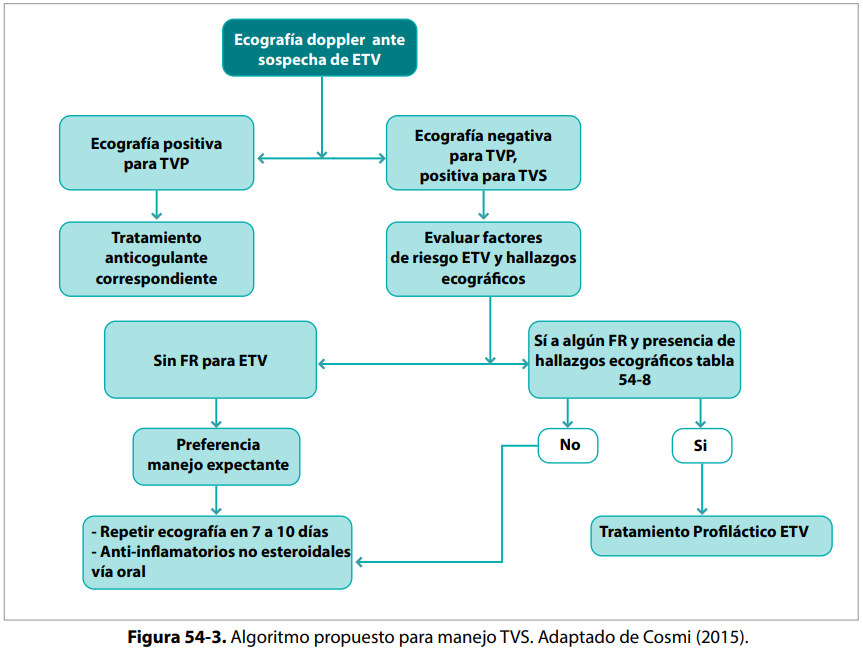 Ecografía doppler ante
sospecha de ETV
Ecografía positiva
para TVP
Ecografía negativa
para TVP,
positiva para TVS
Tratamiento
anticogulante
correspondiente
Evaluar factores
de riesgo ETV y hallazgos
ecográficos
Sin FR para ETV
Sí a algún FR y presencia de
hallazgos ecográficos tabla
54-8
Preferencia
manejo expectante
No
Si
- Repetir ecografía en 7 a 10 días
- Anti-inflamatorios no esteroidales
vía oral
Tratamiento Profiláctico ETV
Figura 54-3. Algoritmo propuesto para manejo TVS. Adaptado de Cosmi (2015).